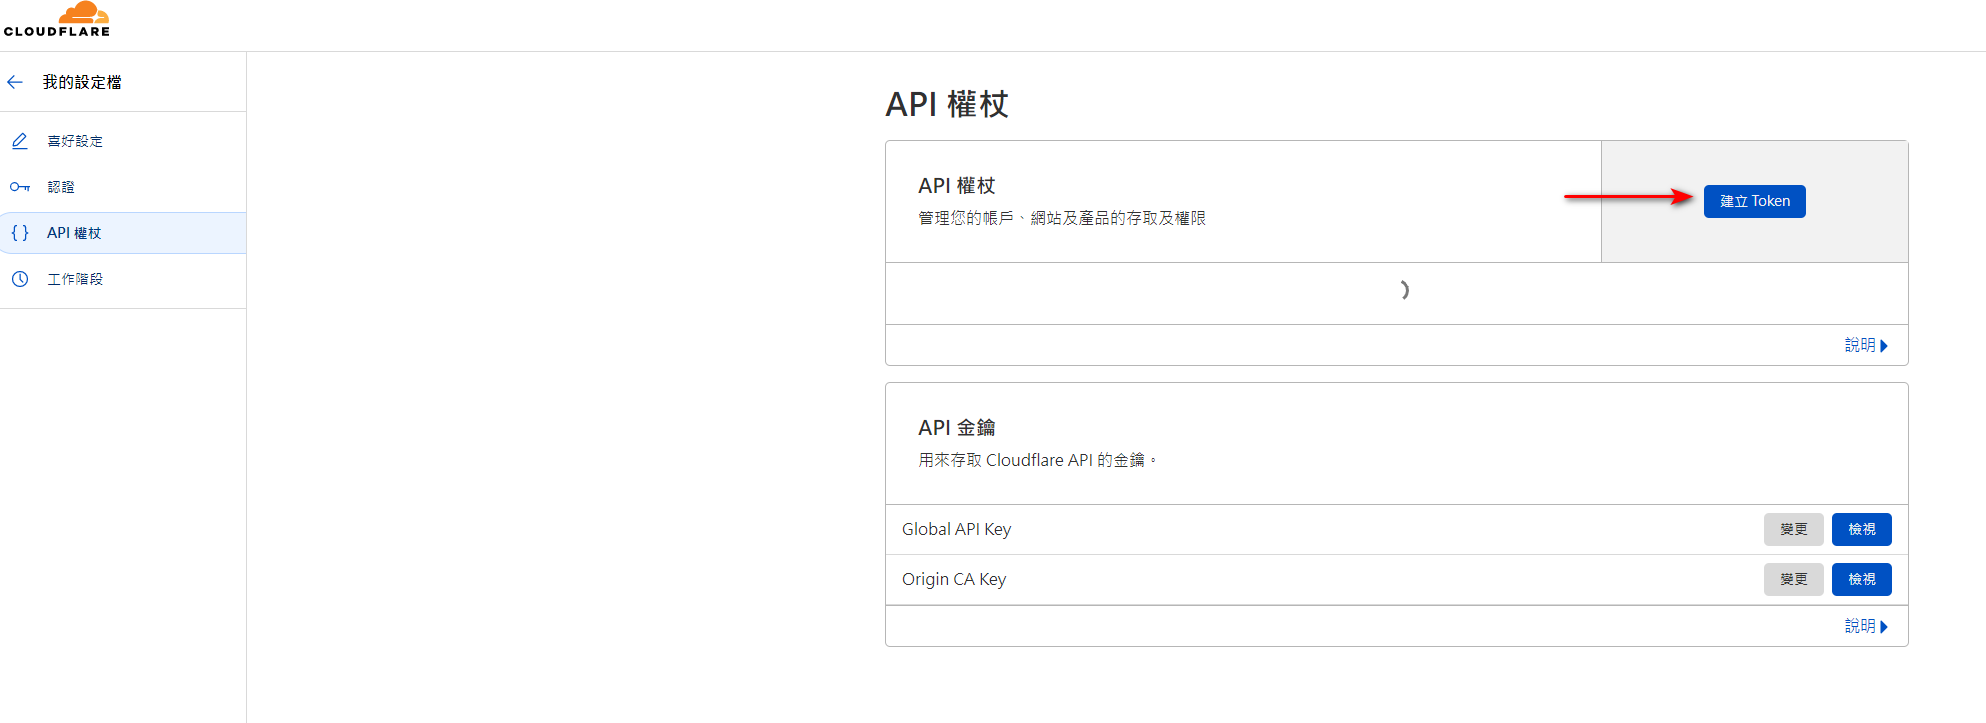 CLOUDFLARE
我的設定檔
喜好設定
認證
{ } API 權杖
工作階段
API 權杖
API 權杖
管理您的帳戶、網站及產品的存取及權限
建立 Token
說明
API 金鑰
用來存取 Cloudflare API 的金鑰。
Global API Key
變更 檢視
Origin CA Key
變更 檢視
說明